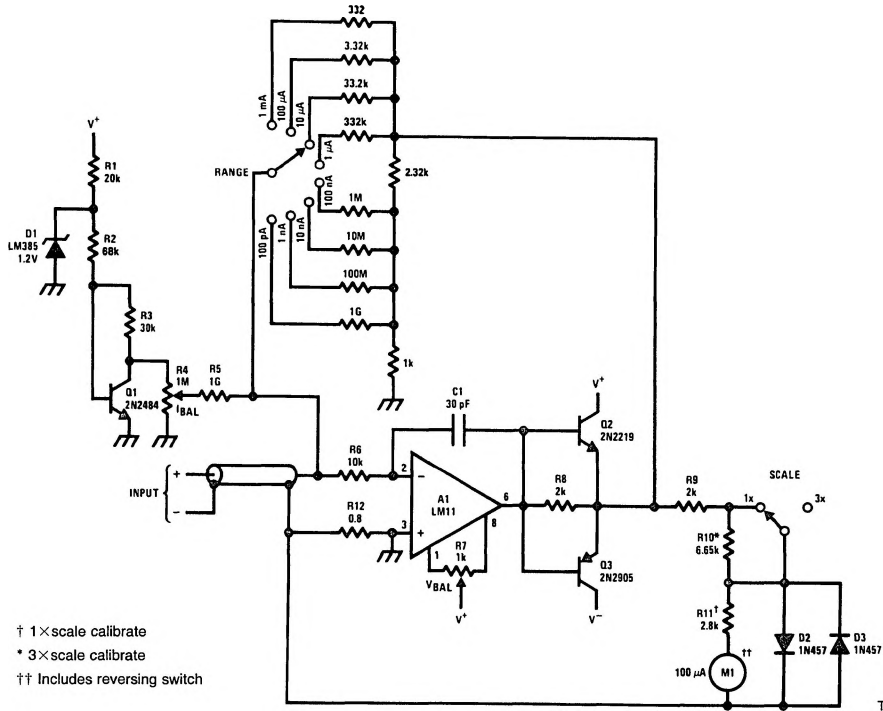 332
3.32k
33.2k
332k
1 mA
100 μA
10 μA
1 μA
100 nA
10 nA
1 nA
100 pA
RANGE
2.32k
1M
10M
100M
1G
1k
V+
R1
20k
D1
LM385
1.2V
R2
68k
R3
30k
R4
1M
IBAL
R5
1G
Q1
2N2484
INPUT
+
−
R6
10k
R12
0.8
C1
30 pF
2
−
3
+
A1
LM11
6
1
8
R7
1k
VBAL
V+
V+
Q2
2N2219
R8
2k
Q3
2N2905
V−
R9
2k
SCALE
1x
3x
R10*
6.65k
R11†
2.8k
††
100 μA
M1
D2
1N457
D3
1N457
† 1×scale calibrate
* 3×scale calibrate
†† Includes reversing switch
T